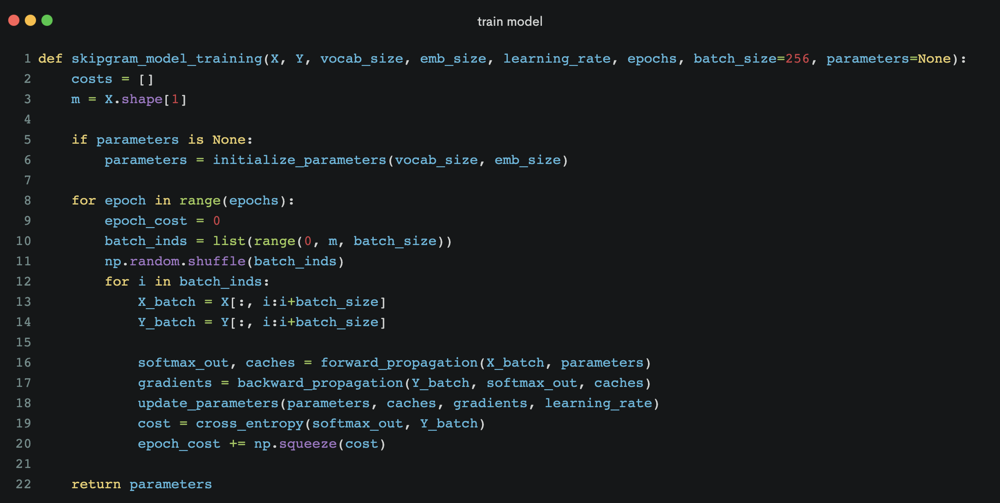 train model
1 def skipgram_model_training(X, Y, vocab_size, emb_size, learning_rate, epochs, batch_size=256, parameters=None):
2     costs = []
3     m = X.shape[1]
4
5     if parameters is None:
6         parameters = initialize_parameters(vocab_size, emb_size)
7
8     for epoch in range(epochs):
9         epoch_cost = 0
10         batch_inds = list(range(0, m, batch_size))
11         np.random.shuffle(batch_inds)
12         for i in batch_inds:
13             X_batch = X[:, i:i+batch_size]
14             Y_batch = Y[:, i:i+batch_size]
15
16             softmax_out, caches = forward_propagation(X_batch, parameters)
17             gradients = backward_propagation(Y_batch, softmax_out, caches)
18             update_parameters(parameters, caches, gradients, learning_rate)
19             cost = cross_entropy(softmax_out, Y_batch)
20             epoch_cost += np.squeeze(cost)
21
22     return parameters